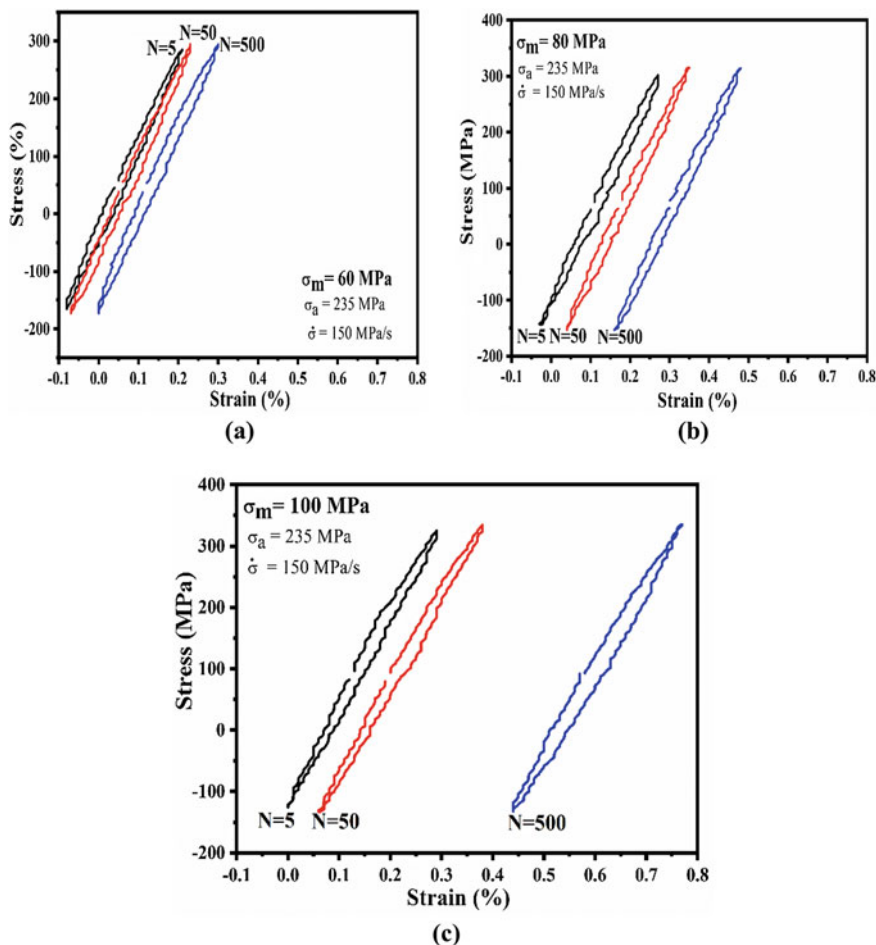 300
200
100
0
-100
-200
Stress (%)
N=5
N=50
N=500
σm= 60 MPa
σa = 235 MPa
σ̇ = 150 MPa/s
-0.1 0.0 0.1 0.2 0.3 0.4 0.5 0.6 0.7 0.8
Strain (%)
(a)
400
300
200
100
0
-100
-200
Stress (MPa)
σm= 80 MPa
σa = 235 MPa
σ̇ = 150 MPa/s
N=5 N=50 N=500
-0.1 0.0 0.1 0.2 0.3 0.4 0.5 0.6 0.7 0.8
Strain (%)
(b)
400
300
200
100
0
-100
-200
Stress (MPa)
σm = 100 MPa
σa = 235 MPa
σ̇ = 150 MPa/s
N=5 N=50 N=500
-0.1 0.0 0.1 0.2 0.3 0.4 0.5 0.6 0.7 0.8
Strain (%)
(c)